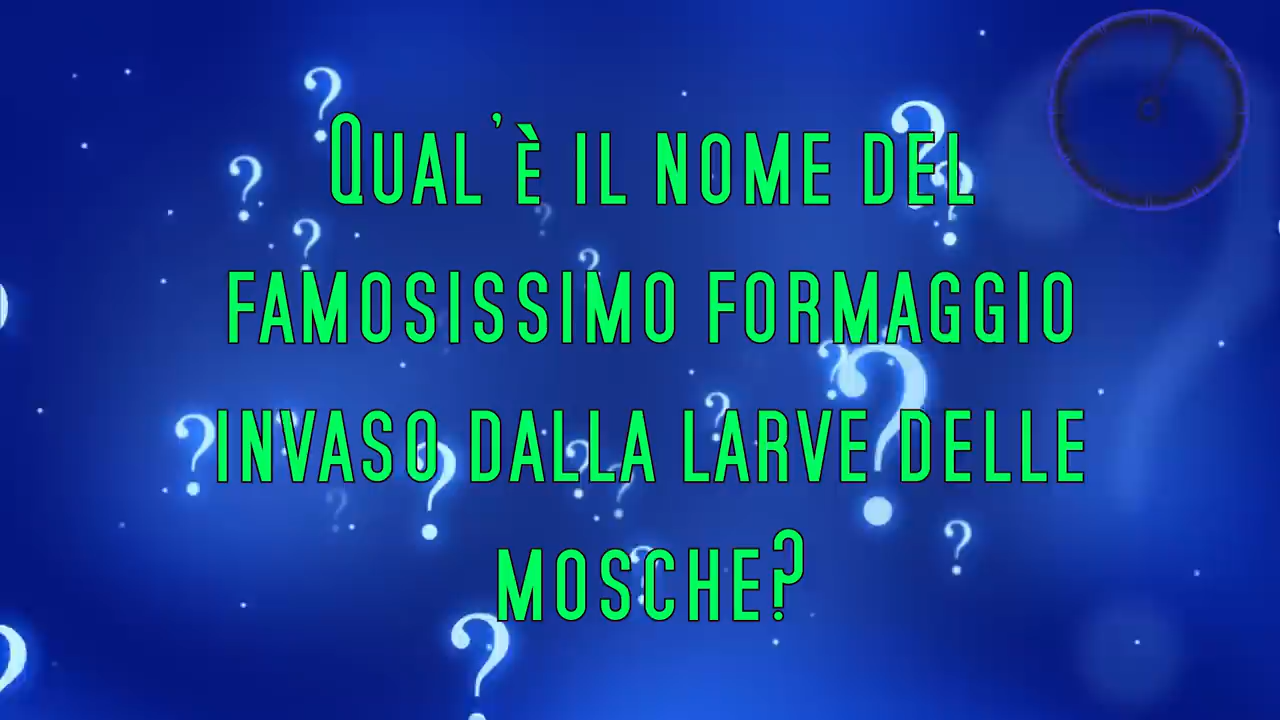 Qual'è il nome del
famosissimo formaggio
invaso dalla larve delle
mosche?